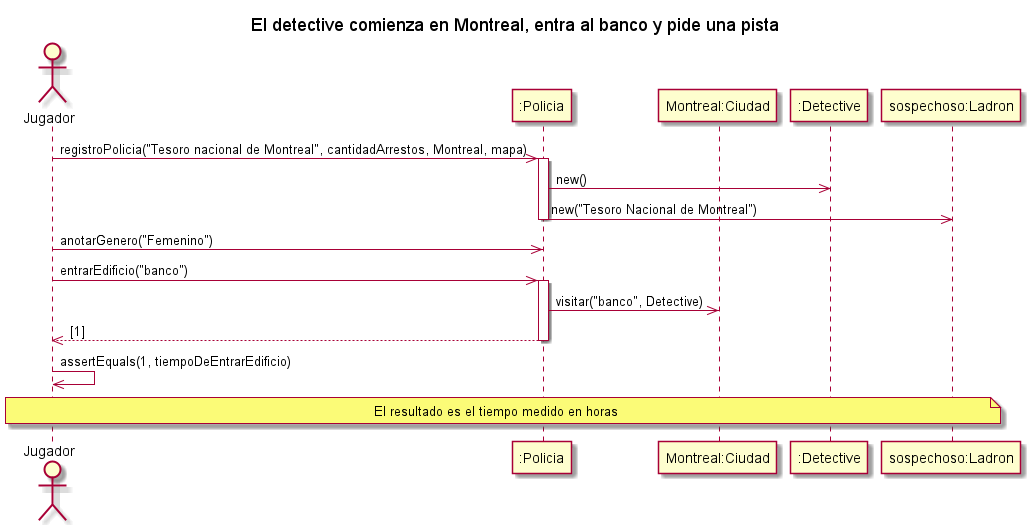 El detective comienza en Montreal, entra al banco y pide una pista
Jugador
:Policia
Montreal:Ciudad
:Detective
sospechoso:Ladron
registroPolicia("Tesoro nacional de Montreal", cantidadArrestos, Montreal, mapa)
new()
new("Tesoro Nacional de Montreal")
anotarGenero("Femenino")
entrarEdificio("banco")
visitar("banco", Detective)
[1]
assertEquals(1, tiempoDeEntrarEdificio)
El resultado es el tiempo medido en horas
Jugador
:Policia
Montreal:Ciudad
:Detective
sospechoso:Ladron